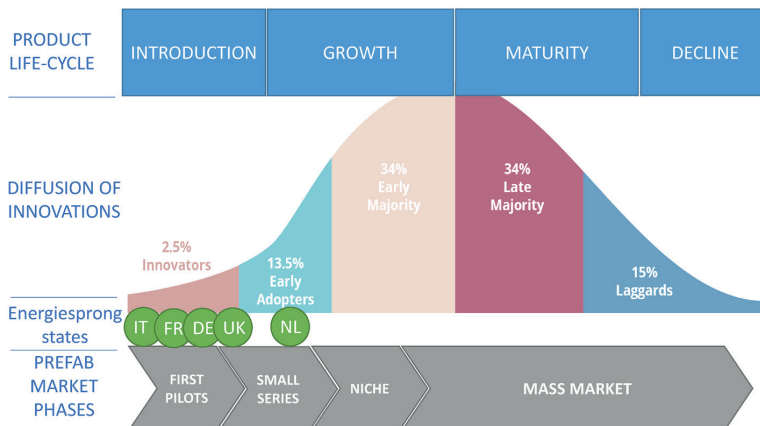 PRODUCT
LIFE-CYCLE
INTRODUCTION
GROWTH
MATURITY
DECLINE
DIFFUSION OF
INNOVATIONS
2.5%
Innovators
13.5%
Early
Adopters
34%
Early
Majority
34%
Late
Majority
15%
Laggards
Energiesprong
states
IT
FR
DE
UK
NL
PREFAB
MARKET
PHASES
FIRST
PILOTS
SMALL
SERIES
NICHE
MASS MARKET